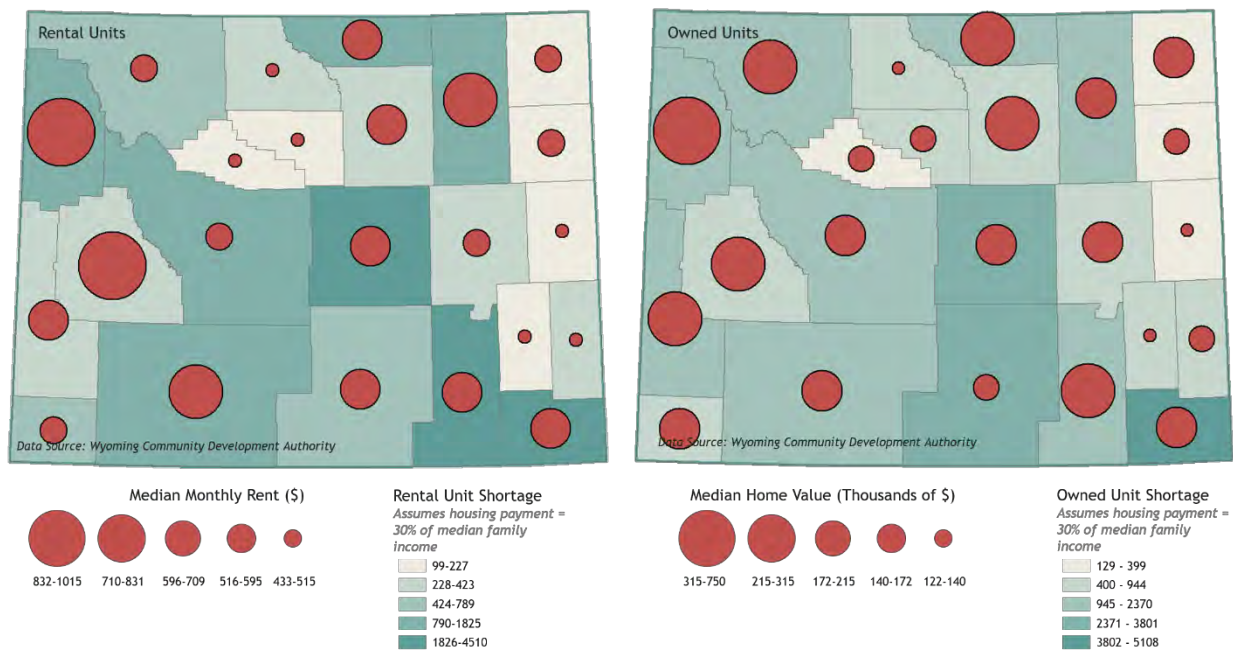 Rental Units
Data Source: Wyoming Community Development Authority
Median Monthly Rent ($)
832-1015
710-831
596-709
516-595
433-515
Rental Unit Shortage
Assumes housing payment =
30% of median family
income
99-227
228-423
424-789
790-1825
1826-4510
Owned Units
Data Source: Wyoming Community Development Authority
Median Home Value (Thousands of $)
315-750
215-315
172-215
140-172
122-140
Owned Unit Shortage
Assumes housing payment =
30% of median family
income
129 - 399
400 - 944
945 - 2370
2371 - 3801
3802 - 5108